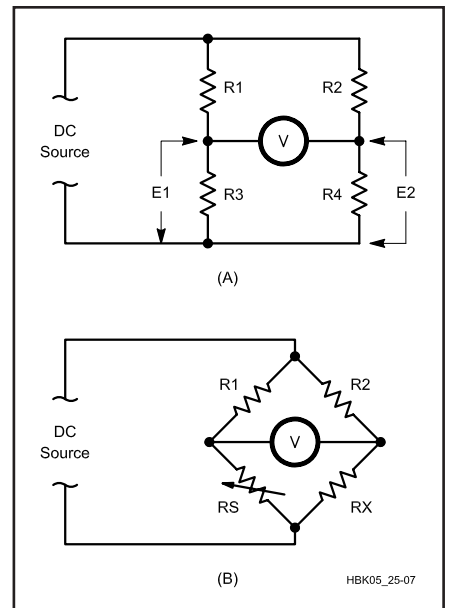 R1
R2
V
DC
Source
E1
R3
R4
E2
(A)
R1
R2
DC
Source
V
RS
RX
(B)
HBK05_25-07